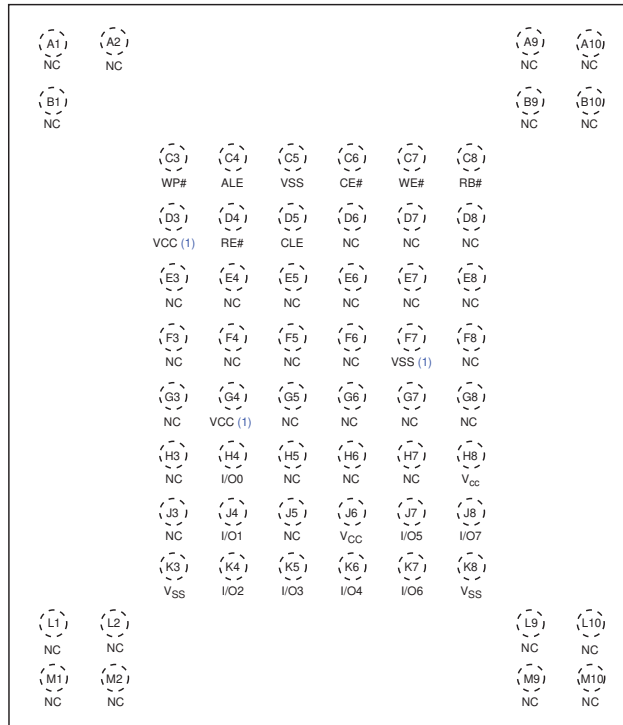 A1 A2 A9 A10
NC NC NC NC
B1 B9 B10
NC NC NC
C3 C4 C5 C6 C7 C8
WP# ALE VSS CE# WE# RB#
D3 D4 D5 D6 D7 D8
VCC (1) RE# CLE NC NC NC
E3 E4 E5 E6 E7 E8
NC NC NC NC NC NC
F3 F4 F5 F6 F7 F8
NC NC NC NC VSS (1) NC
G3 G4 G5 G6 G7 G8
NC VCC (1) NC NC NC NC
H3 H4 H5 H6 H7 H8
NC I/O0 NC NC NC Vcc
J3 J4 J5 J6 J7 J8
NC I/O1 NC VCC I/O5 I/O7
K3 K4 K5 K6 K7 K8
VSS I/O2 I/O3 I/O4 I/O6 VSS
L1 L2 L9 L10
NC NC NC NC
M1 M2 M9 M10
NC NC NC NC